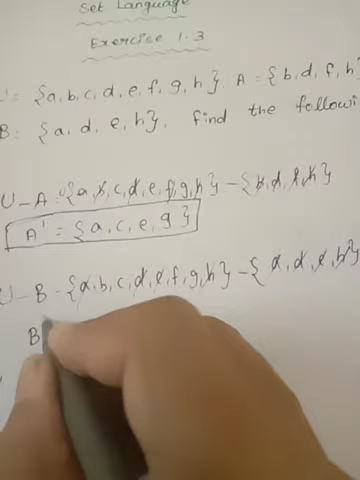 Set Language
Exercise 1.3
U = {a, b, c, d, e, f, g, h} A = {b, d, f, h
B: {a, d, e, h}, find the followi
U - A = {a, b, c, d, e, f, g, h} - {b, d, f, h}
A' = {a, c, e, g}
U - B = {a, b, c, d, e, f, g, h} - {a, d, e, h}
B